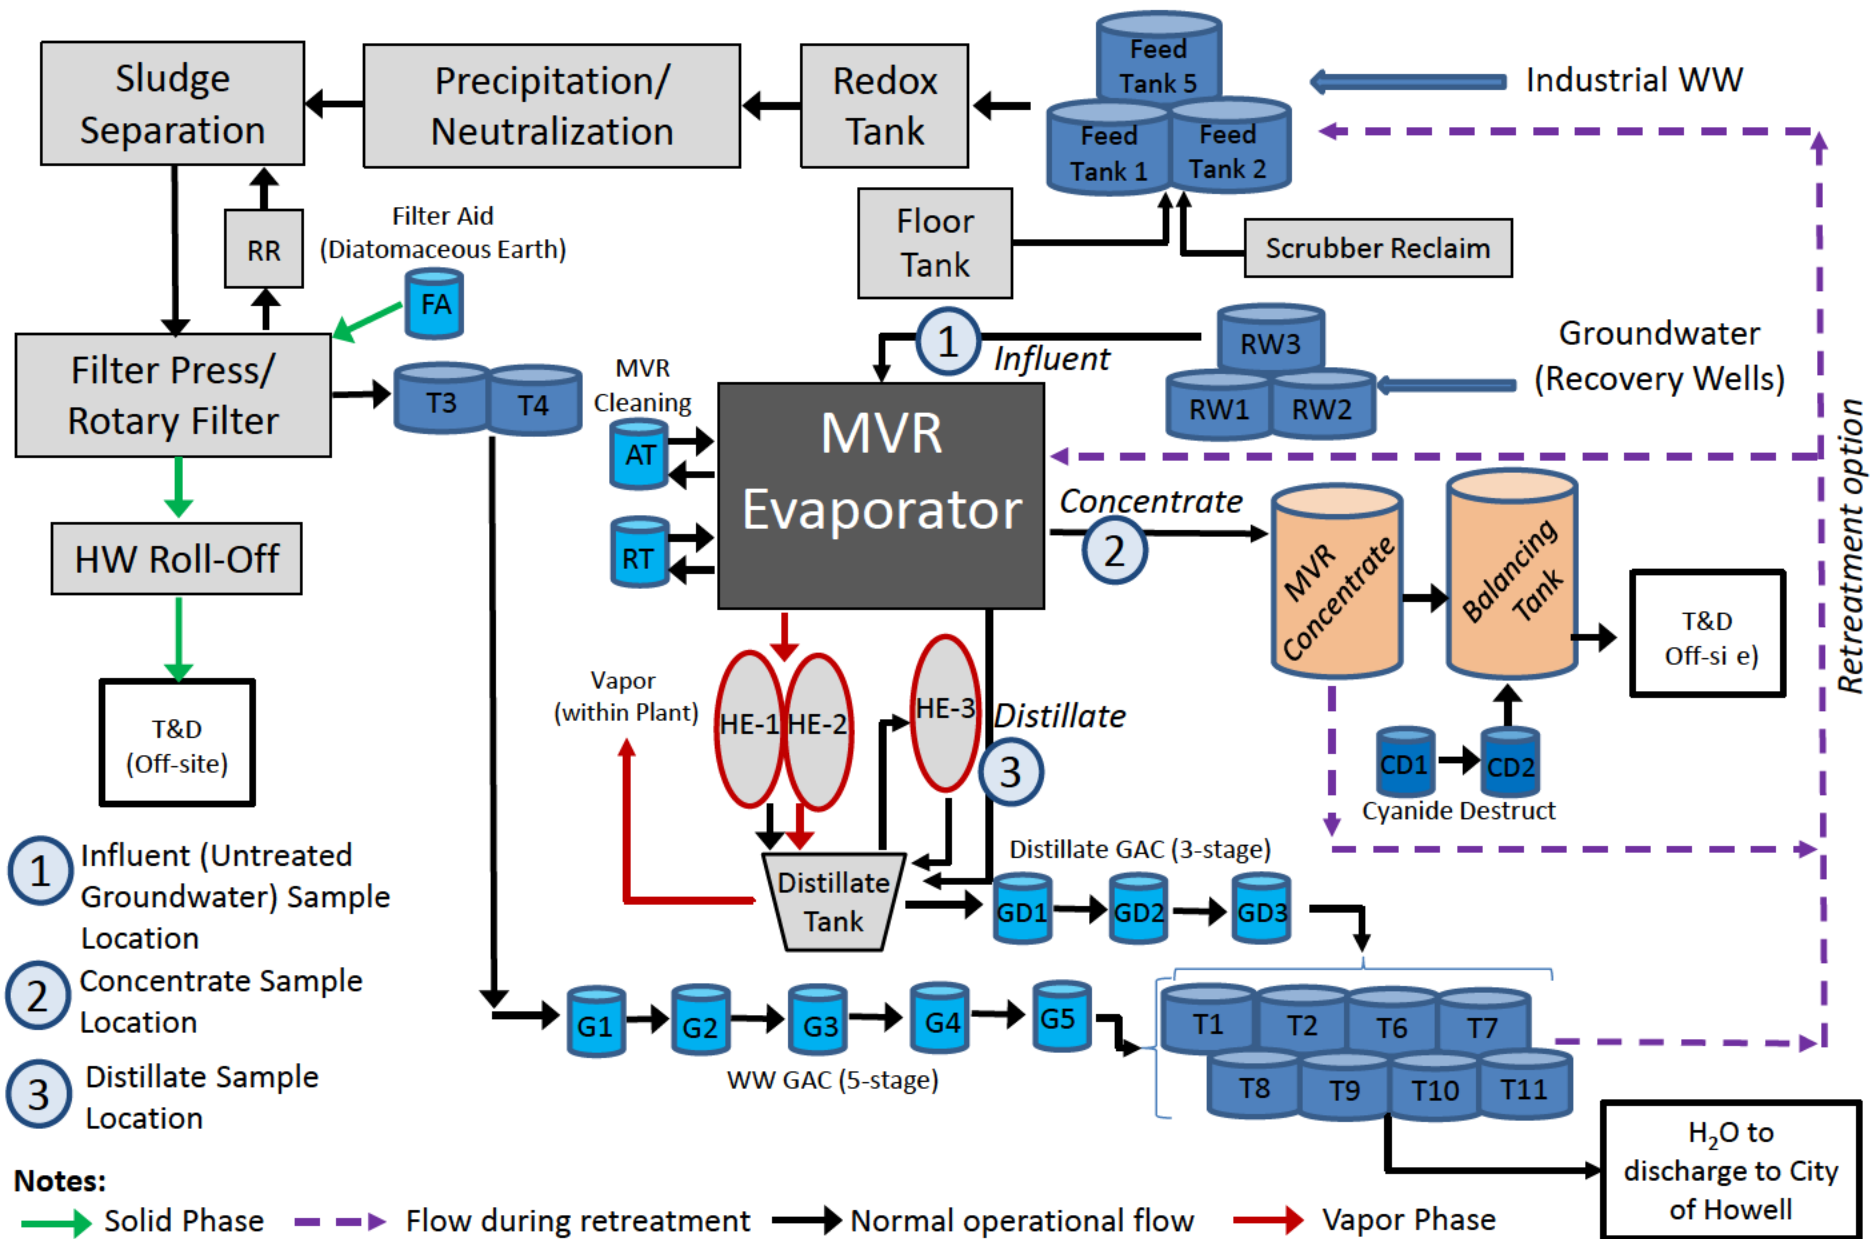 Sludge
Separation
Precipitation/
Neutralization
Redox
Tank
Feed
Tank 5
Feed
Tank 1
Feed
Tank 2
Industrial WW
RR
Filter Aid
(Diatomaceous Earth)
FA
Floor
Tank
Scrubber Reclaim
Filter Press/
Rotary Filter
T3
T4
MVR
Cleaning
AT
RT
1
Influent
RW3
RW1
RW2
Groundwater
(Recovery Wells)
MVR
Evaporator
Concentrate
2
MVR
Concentrate
Balancing
Tank
T&D
Off-si e)
Retreatment option
HW Roll-Off
T&D
(Off-site)
Vapor
(within Plant)
HE-1
HE-2
HE-3
Distillate
3
CD1
CD2
Cyanide Destruct
Distillate
Tank
Distillate GAC (3-stage)
GD1
GD2
GD3
G1
G2
G3
G4
G5
WW GAC (5-stage)
T1
T2
T6
T7
T8
T9
T10
T11
H₂O to
discharge to City
of Howell
1
Influent (Untreated
Groundwater) Sample
Location
2
Concentrate Sample
Location
3
Distillate Sample
Location
Notes:
Solid Phase
Flow during retreatment
Normal operational flow
Vapor Phase